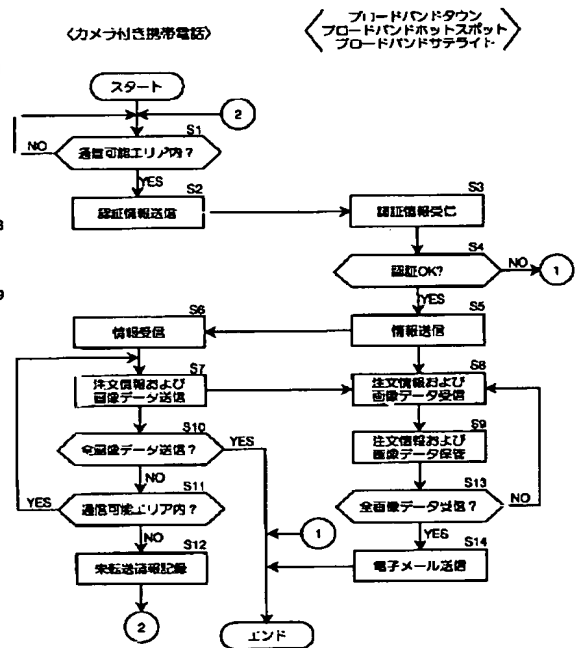 〈カメラ付き携帯電話〉
ブロードバンドタウン
ブロードバンドホットスポット
ブロードバンドサテライト
スタート
2
S1
通信可能エリア内？
NO
YES
S2
認証情報送信
S3
認証情報受信
S4
認証OK?
NO
1
YES
S5
情報送信
S6
情報受信
S7
注文情報および
画像データ送信
S8
注文情報および
画像データ受信
S9
注文情報および
画像データ保管
S10
全画像データ送信？
YES
NO
S11
通信可能エリア内？
YES
NO
S12
未転送情報記録
2
S13
全画像データ受信？
NO
YES
S14
電子メール送信
1
エンド